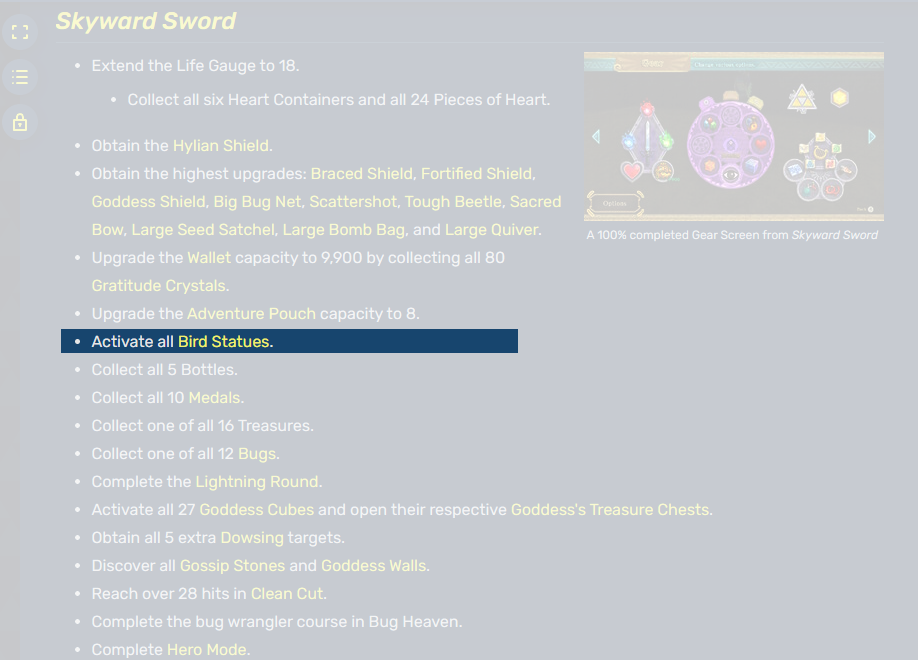 Skyward Sword
Extend the Life Gauge to 18.
Collect all six Heart Containers and all 24 Pieces of Heart.
Obtain the Hylian Shield.
Obtain the highest upgrades: Braced Shield, Fortified Shield,
Goddess Shield, Big Bug Net, Scattershot, Tough Beetle, Sacred
Bow, Large Seed Satchel, Large Bomb Bag, and Large Quiver.
Upgrade the Wallet capacity to 9,900 by collecting all 80
Gratitude Crystals.
Upgrade the Adventure Pouch capacity to 8.
Activate all Bird Statues.
Collect all 5 Bottles.
Collect all 10 Medals.
Collect one of all 16 Treasures.
Collect one of all 12 Bugs.
Complete the Lightning Round.
Activate all 27 Goddess Cubes and open their respective Goddess's Treasure Chests.
Obtain all 5 extra Dowsing targets.
Discover all Gossip Stones and Goddess Walls.
Reach over 28 hits in Clean Cut.
Complete the bug wrangler course in Bug Heaven.
Complete Hero Mode.
Gear
Options
A 100% completed Gear Screen from Skyward Sword